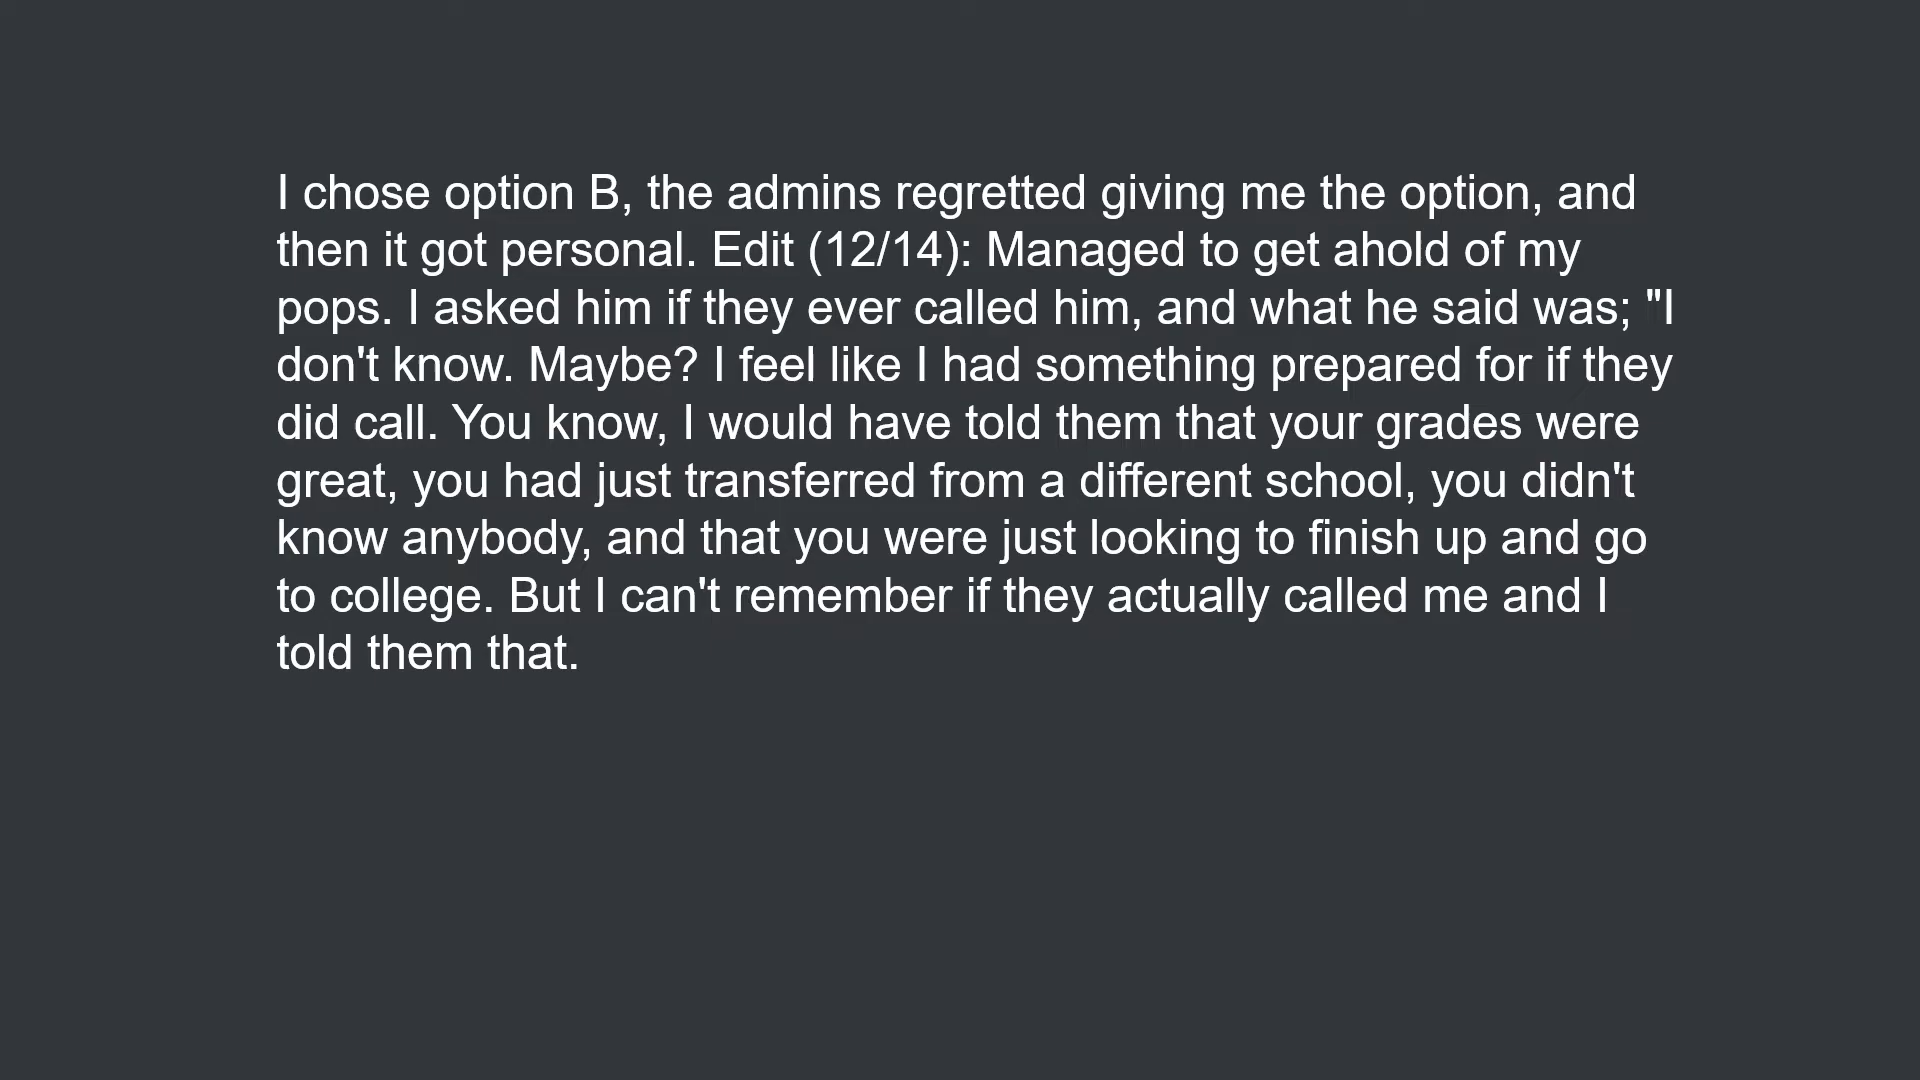 I chose option B, the admins regretted giving me the option, and
then it got personal. Edit (12/14): Managed to get ahold of my
pops. I asked him if they ever called him, and what he said was; "I
don't know. Maybe? I feel like I had something prepared for if they
did call. You know, I would have told them that your grades were
great, you had just transferred from a different school, you didn't
know anybody, and that you were just looking to finish up and go
to college. But I can't remember if they actually called me and I
told them that.